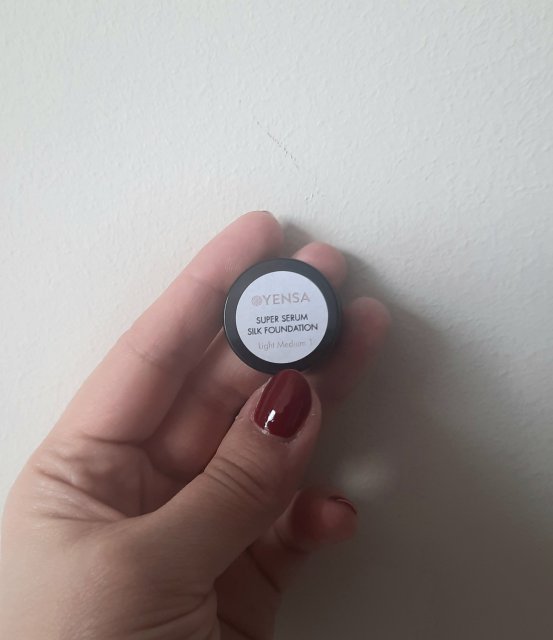 YENSA
SUPER SERUM
SILK FOUNDATION
Light Medium 1